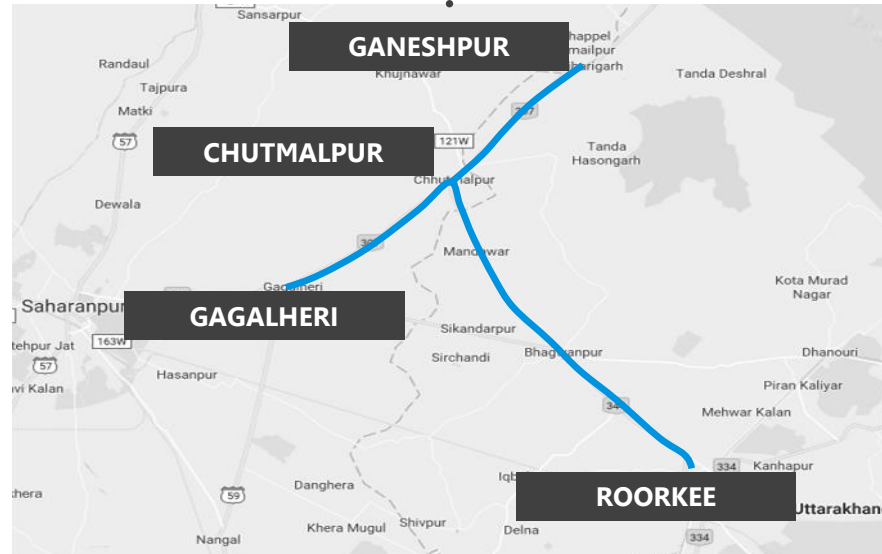 Sansarpur
GANESHPUR
Randaul
Khujnawar
Tanda Deshral
Tajpura
Matki
57
307
121W
Tanda
Hasongarh
CHUTMALPUR
Dewala
Mandawar
Kota Murad
Nagar
Saharanpur
GAGALHERI
Sikandarpur
163W
57
Sirchandi
Bhagwanpur
Dhanouri
Hasanpur
Piran Kaliyar
Mehwar Kalan
334
Kanhapur
Danghera
59
ROORKEE
Khera Mugul
Shivpur
Delna
Nangal
334